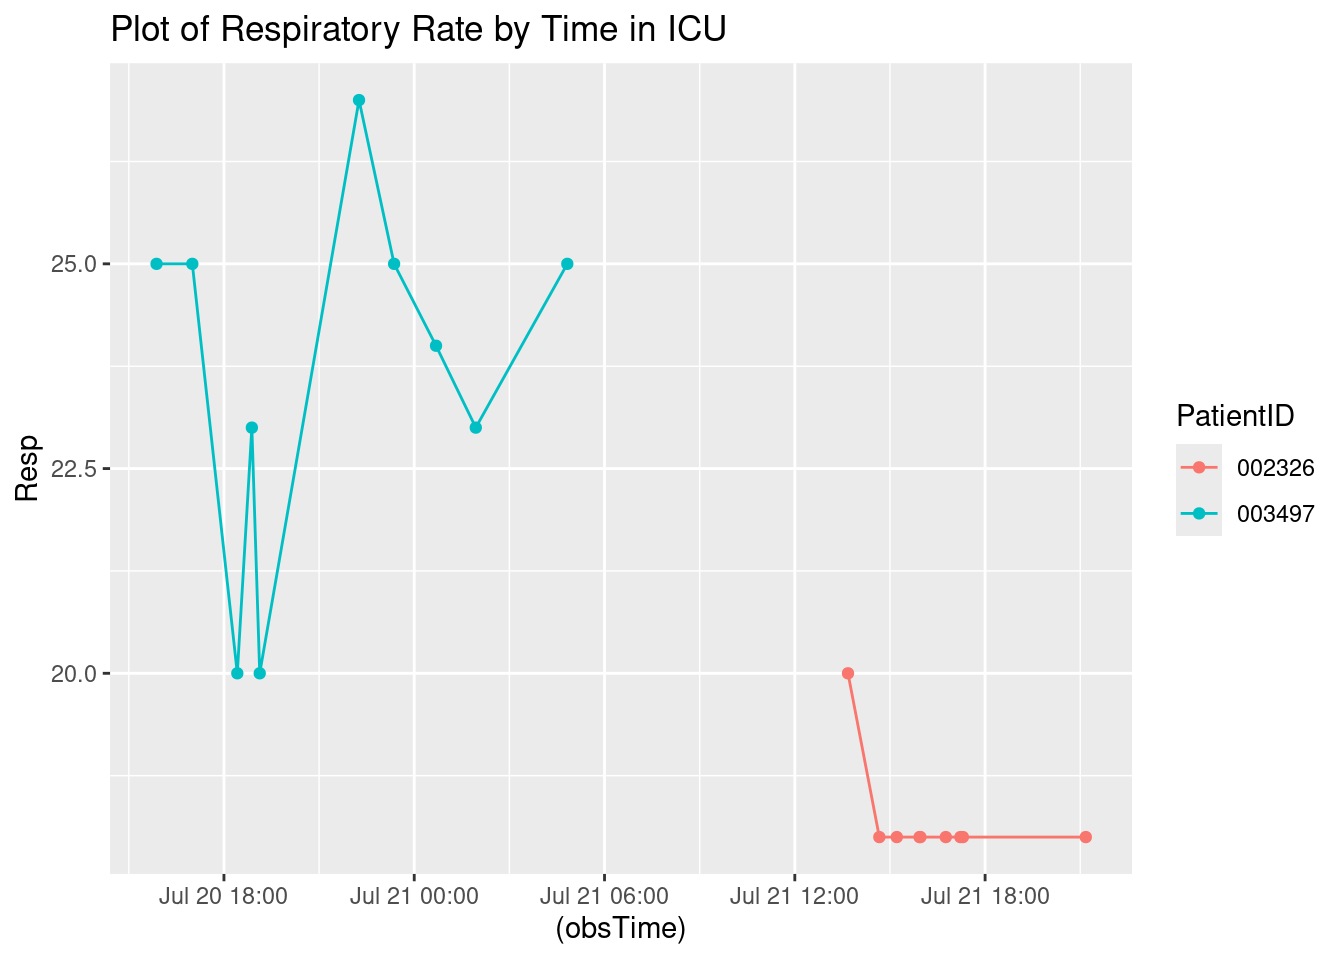 Plot of Respiratory Rate by Time in ICU
Resp
25.0
22.5
20.0
Jul 20 18:00
Jul 21 00:00
Jul 21 06:00
Jul 21 12:00
Jul 21 18:00
(obsTime)
PatientID
002326
003497